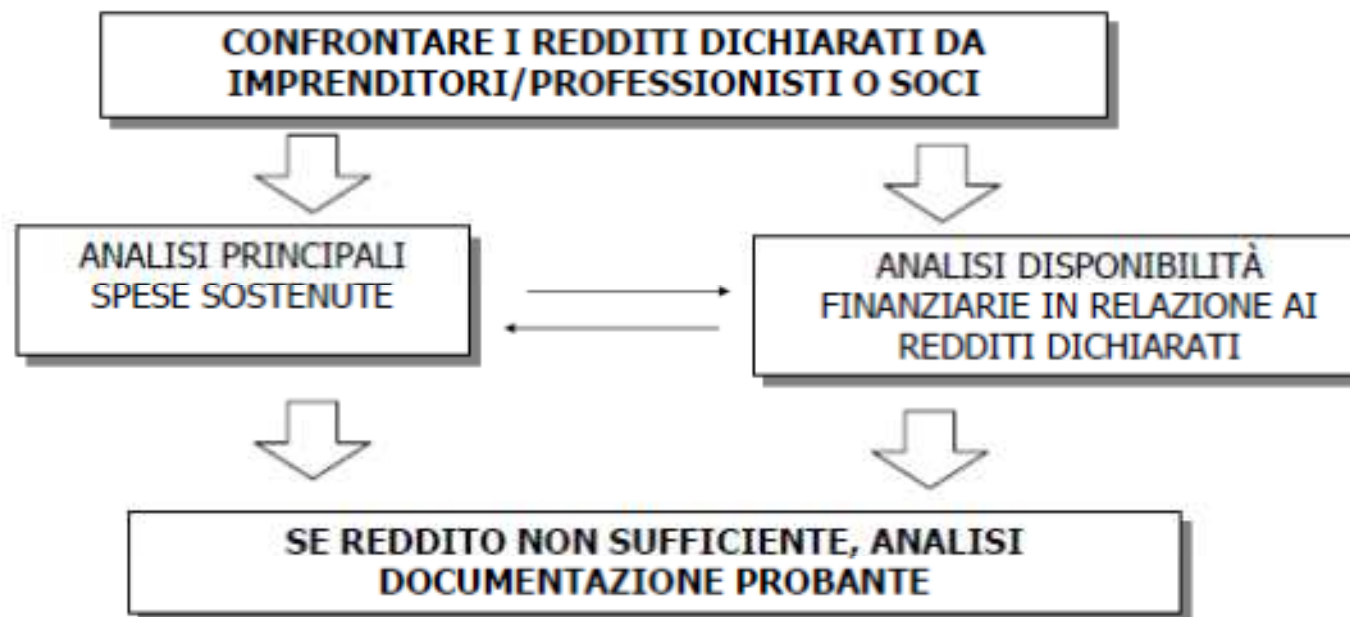 CONFRONTARE I REDDITI DICHIARATI DA
IMPRENDITORI/PROFESSIONISTI O SOCI
ANALISI PRINCIPALI
SPESE SOSTENUTE
ANALISI DISPONIBILITÀ
FINANZIARIE IN RELAZIONE AI
REDDITI DICHIARATI
SE REDDITO NON SUFFICIENTE, ANALISI
DOCUMENTAZIONE PROBANTE